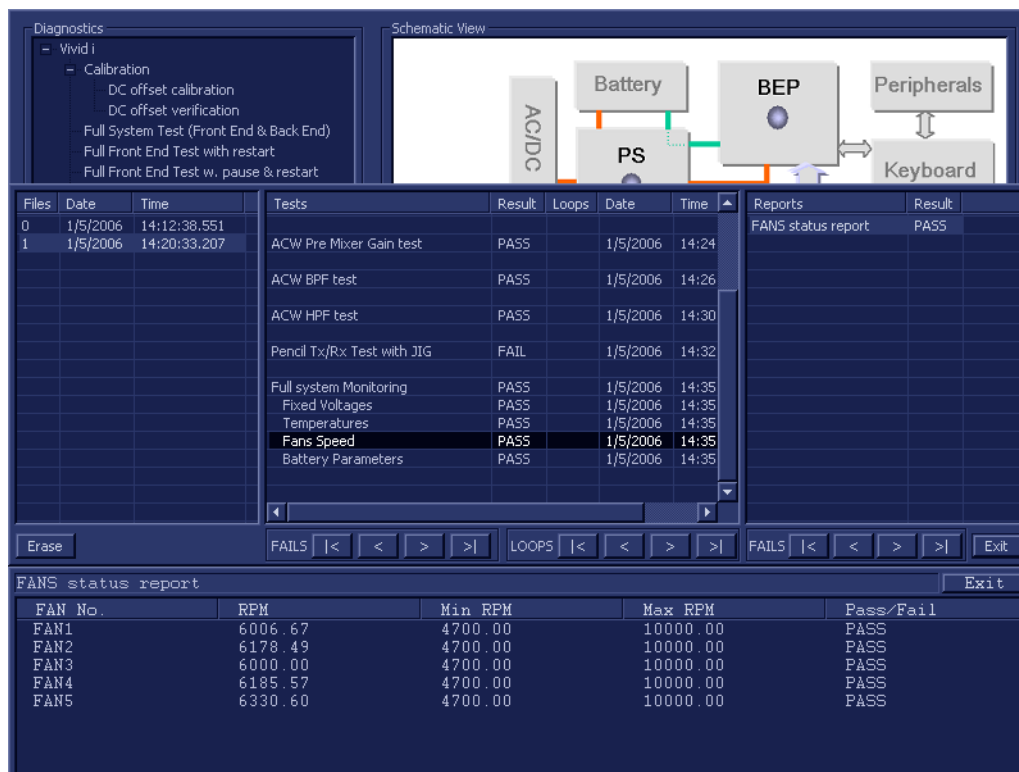 Diagnostics
Vivid i
Calibration
DC offset calibration
DC offset verification
Full System Test (Front End & Back End)
Full Front End Test with restart
Full Front End Test w. pause & restart
Schematic View
Battery
BEP
Peripherals
AC/DC
PS
Keyboard
Files Date Time
0 1/5/2006 14:12:38.551
1 1/5/2006 14:20:33.207
Tests Result Loops Date Time
ACW Pre Mixer Gain test PASS 1/5/2006 14:24
ACW BPF test PASS 1/5/2006 14:26
ACW HPF test PASS 1/5/2006 14:30
Pencil Tx/Rx Test with JIG FAIL 1/5/2006 14:32
Full system Monitoring PASS 1/5/2006 14:35
Fixed Voltages PASS 1/5/2006 14:35
Temperatures PASS 1/5/2006 14:35
Fans Speed PASS 1/5/2006 14:35
Battery Parameters PASS 1/5/2006 14:35
Reports Result
FANS status report PASS
Erase
FAILS |< < > >|
LOOPS |< < > >|
FAILS |< < > >|
Exit
FANS status report Exit
FAN No. RPM Min RPM Max RPM Pass/Fail
FAN1 6006.67 4700.00 10000.00 PASS
FAN2 6178.49 4700.00 10000.00 PASS
FAN3 6000.00 4700.00 10000.00 PASS
FAN4 6185.57 4700.00 10000.00 PASS
FAN5 6330.60 4700.00 10000.00 PASS